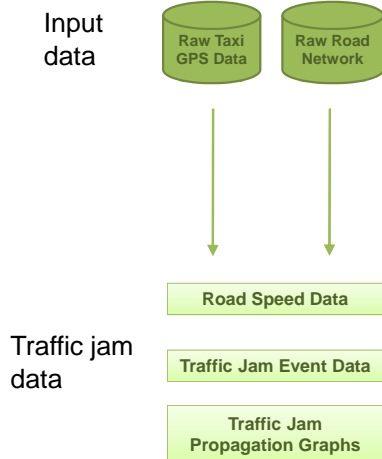 Input
data
Raw Taxi
GPS Data
Raw Road
Network
Road Speed Data
Traffic jam
data
Traffic Jam Event Data
Traffic Jam
Propagation Graphs